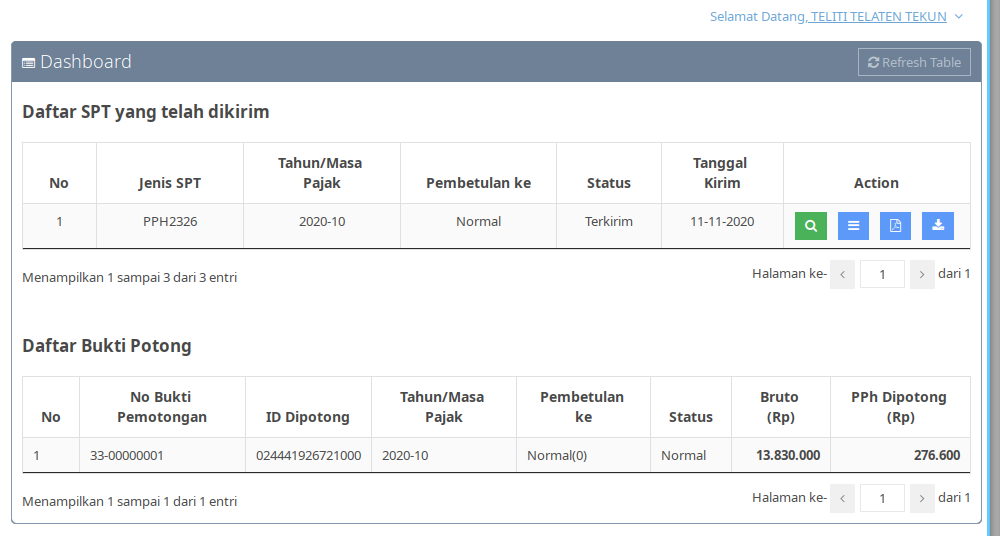 Selamat Datang, TELITI TELATEN TEKUN
Dashboard
Refresh Table
Daftar SPT yang telah dikirim
No Jenis SPT Tahun/Masa Pajak Pembetulan ke Status Tanggal Kirim Action
1 PPH2326 2020-10 Normal Terkirim 11-11-2020
Menampilkan 1 sampai 3 dari 3 entri
Halaman ke- < 1 > dari 1
Daftar Bukti Potong
No No Bukti Pemotongan ID Dipotong Tahun/Masa Pajak Pembetulan ke Status Bruto (Rp) PPh Dipotong (Rp)
1 33-00000001 024441926721000 2020-10 Normal(0) Normal 13.830.000 276.600
Menampilkan 1 sampai 1 dari 1 entri
Halaman ke- < 1 > dari 1